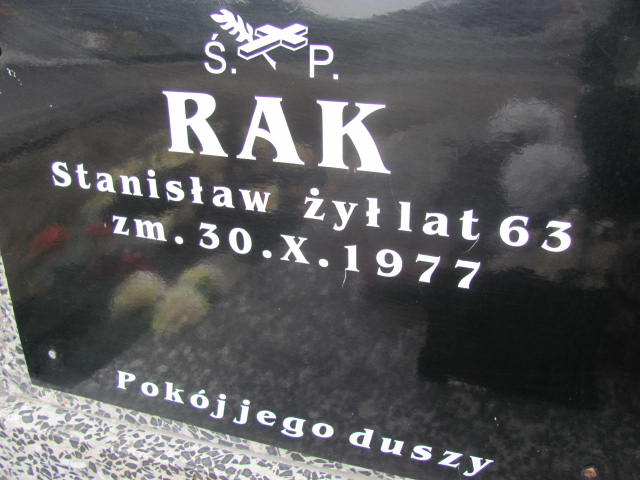 Ś. P.
RAK
Stanisław żył lat 63
zm. 30. X. 1977
Pokój jego duszy